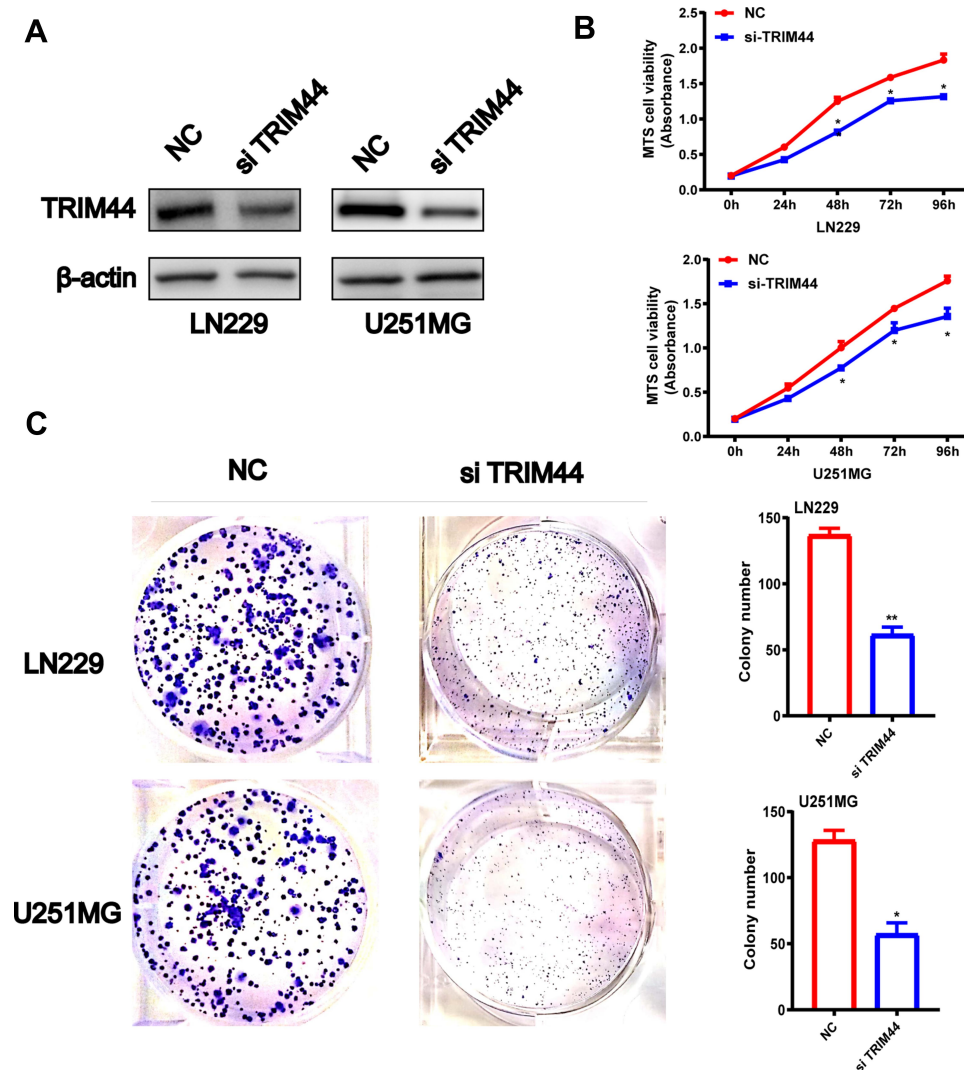 A
NC
si TRIM44
NC
si TRIM44
TRIM44
β-actin
LN229
U251MG
B
NC
si-TRIM44
MTS cell viability
(Absorbance)
2.5
2.0
1.5
1.0
0.5
0.0
*
*
*
0h
24h
48h
72h
96h
LN229
NC
si-TRIM44
MTS cell viability
(Absorbance)
2.0
1.5
1.0
0.5
0.0
*
*
*
0h
24h
48h
72h
96h
U251MG
C
NC
si TRIM44
LN229
U251MG
LN229
Colony number
150
100
50
0
**
NC
si TRIM44
U251MG
Colony number
150
100
50
0
*
NC
si TRIM44